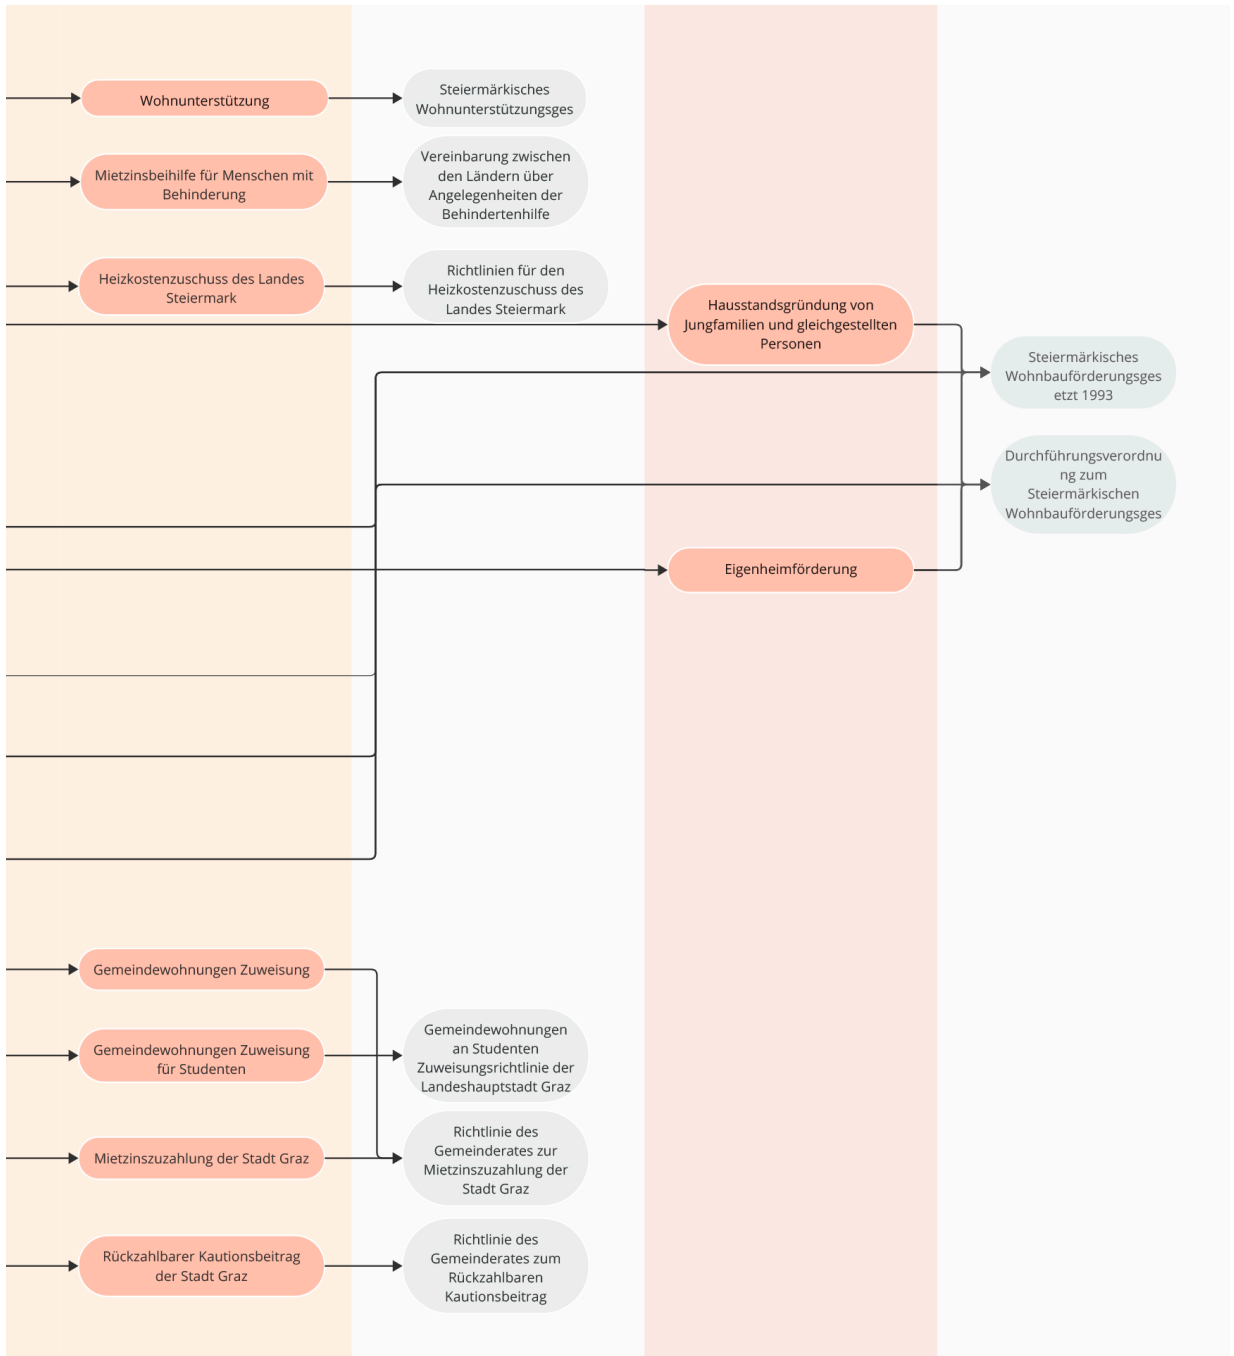 Wohnunterstützung
Steiermärkisches
Wohnunterstützungsges
Mietzinsbeihilfe für Menschen mit
Behinderung
Vereinbarung zwischen
den Ländern über
Angelegenheiten der
Behindertenhilfe
Heizkostenzuschuss des Landes
Steiermark
Richtlinien für den
Heizkostenzuschuss des
Landes Steiermark
Hausstandsgründung von
Jungfamilien und gleichgestellten
Personen
Steiermärkisches
Wohnbauförderungsges
etzt 1993
Durchführungsverordnu
ng zum
Steiermärkischen
Wohnbauförderungsges
Eigenheimförderung
Gemeindewohnungen Zuweisung
Gemeindewohnungen Zuweisung
für Studenten
Gemeindewohnungen
an Studenten
Zuweisungsrichtlinie der
Landeshauptstadt Graz
Mietzinszuzahlung der Stadt Graz
Richtlinie des
Gemeinderates zur
Mietzinszuzahlung der
Stadt Graz
Rückzahlbarer Kautionsbeitrag
der Stadt Graz
Richtlinie des
Gemeinderates zum
Rückzahlbaren
Kautionsbeitrag